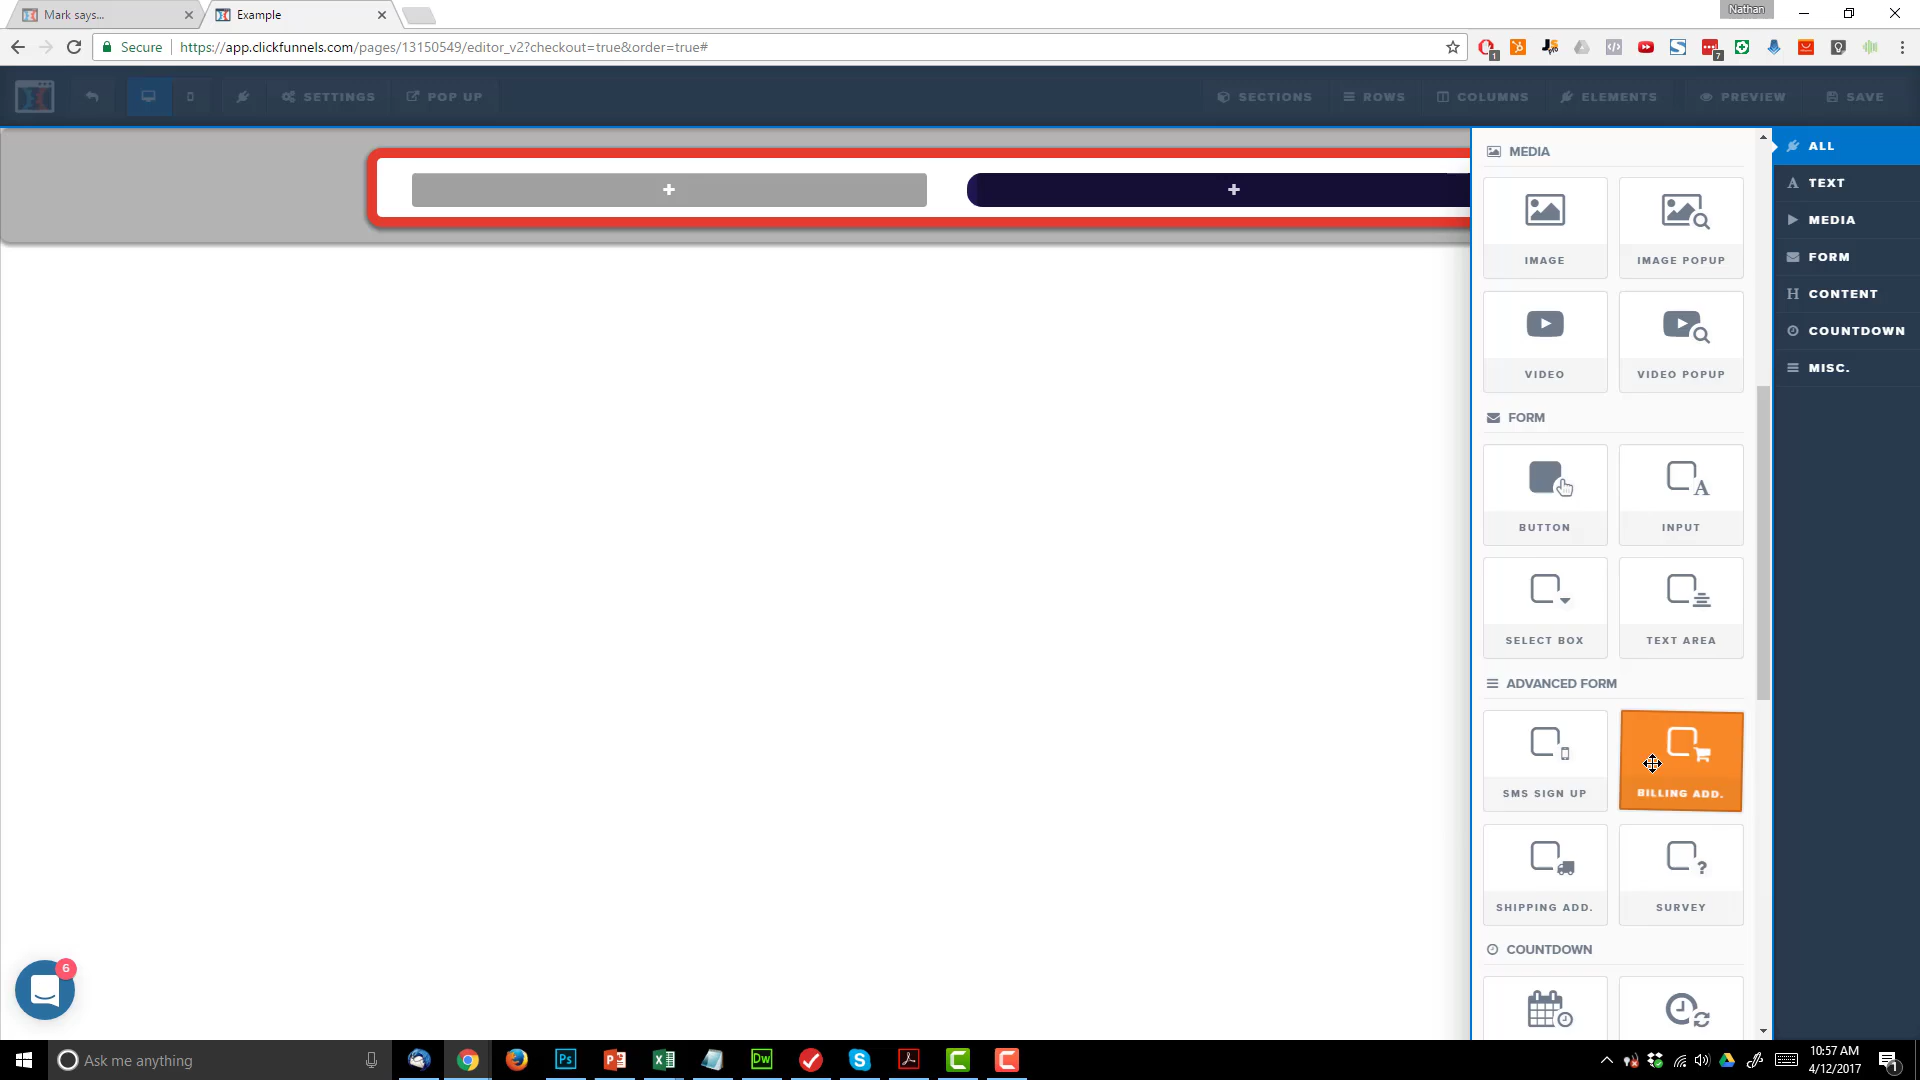 Mark says...
Example
Nathan
Secure
https://app.clickfunnels.com/pages/13150549/editor_v2?checkout=true&order=true#
1
7
SETTINGS
POP UP
SECTIONS
ROWS
COLUMNS
ELEMENTS
PREVIEW
SAVE
MEDIA
IMAGE
IMAGE POPUP
VIDEO
VIDEO POPUP
FORM
BUTTON
INPUT
SELECT BOX
TEXT AREA
ADVANCED FORM
SMS SIGN UP
BILLING ADD.
SHIPPING ADD.
SURVEY
COUNTDOWN
ALL
TEXT
MEDIA
FORM
CONTENT
COUNTDOWN
MISC.
6
Ask me anything
10:57 AM
4/12/2017
1